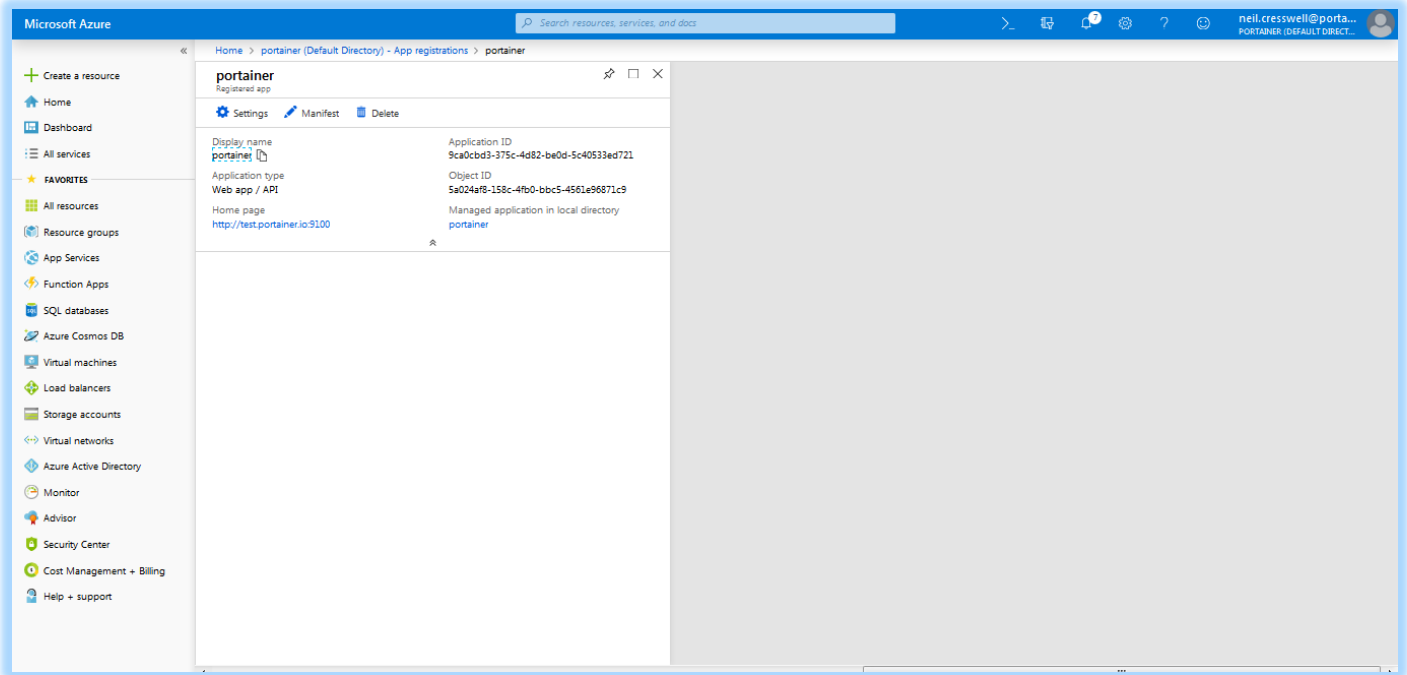 Microsoft Azure
Search resources, services, and docs
>_
7
?
neil.cresswell@porta...
PORTAINER (DEFAULT DIRECT...
«
Home > portainer (Default Directory) - App registrations > portainer
Create a resource
Home
Dashboard
All services
FAVORITES
All resources
Resource groups
App Services
Function Apps
SQL databases
Azure Cosmos DB
Virtual machines
Load balancers
Storage accounts
Virtual networks
Azure Active Directory
Monitor
Advisor
Security Center
Cost Management + Billing
Help + support
portainer
Registered app
Settings
Manifest
Delete
Display name
portainer
Application ID
9ca0cbd3-375c-4d82-be0d-5c40533ed721
Application type
Web app / API
Object ID
5a024af8-158c-4fb0-bbc5-4561e96871c9
Home page
http://test.portainer.io:9100
Managed application in local directory
portainer